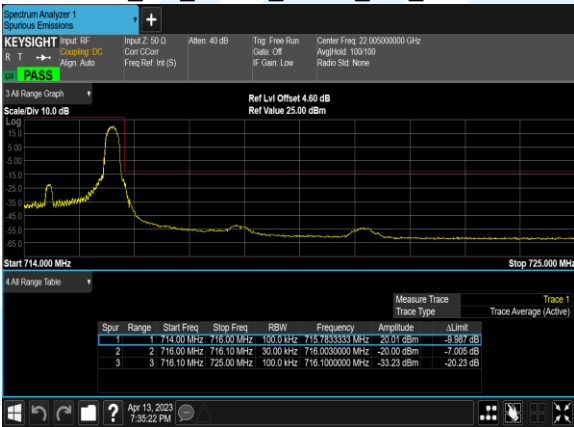 Spectrum Analyzer 1
Spurious Emissions
+
KEYSIGHT Input: RF Input Z: 50 Ω Atten: 40 dB Trig: Free Run Center Freq: 22.005000000 GHz
R T Coupling: DC Corr CCorr Gate: Off Avg|Hold: 100/100
Align: Auto Freq Ref: Int (S) IF Gain: Low Radio Std: None
LW PASS
3 All Range Graph
Ref Lvl Offset 4.60 dB
Scale/Div 10.0 dB Ref Value 25.00 dBm
Log
15.0
5.00
-5.00
-15.0
-25.0
-35.0
-45.0
-55.0
-65.0
Start 714.000 MHz Stop 725.000 MHz
4 All Range Table
Measure Trace Trace 1
Trace Type Trace Average (Active)
Spur Range Start Freq Stop Freq RBW Frequency Amplitude ΔLimit
1 1 714.00 MHz 716.00 MHz 100.0 kHz 715.7833333 MHz 20.01 dBm -9.987 dB
2 2 716.00 MHz 716.10 MHz 30.00 kHz 716.0030000 MHz -20.00 dBm -7.005 dB
3 3 716.10 MHz 725.00 MHz 100.0 kHz 716.1000000 MHz -33.23 dBm -20.23 dB
? Apr 13, 2023
7:35:22 PM